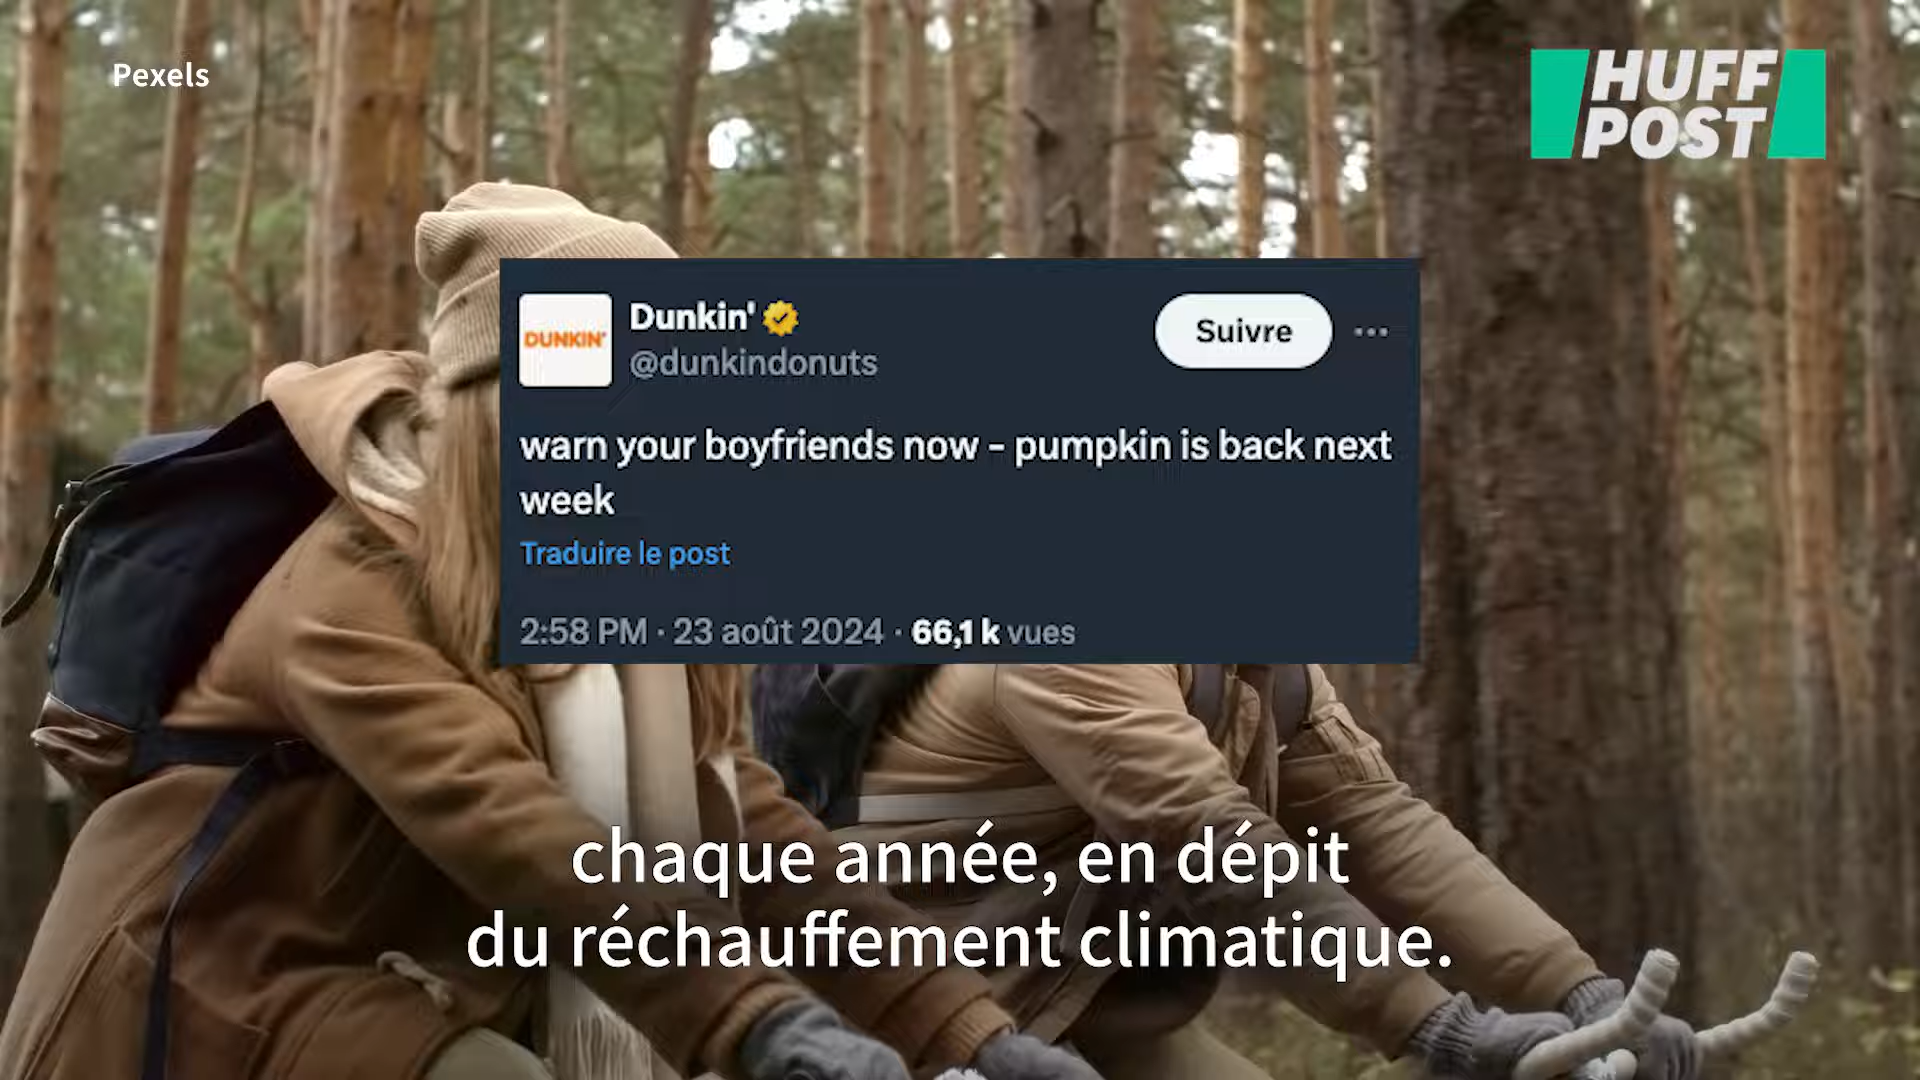 Pexels
HUFF
POST
DUNKIN'
Dunkin'
@dunkindonuts
Suivre
warn your boyfriends now - pumpkin is back next
week
Traduire le post
2:58 PM · 23 août 2024 · 66,1 k vues
chaque année, en dépit
du réchauffement climatique.